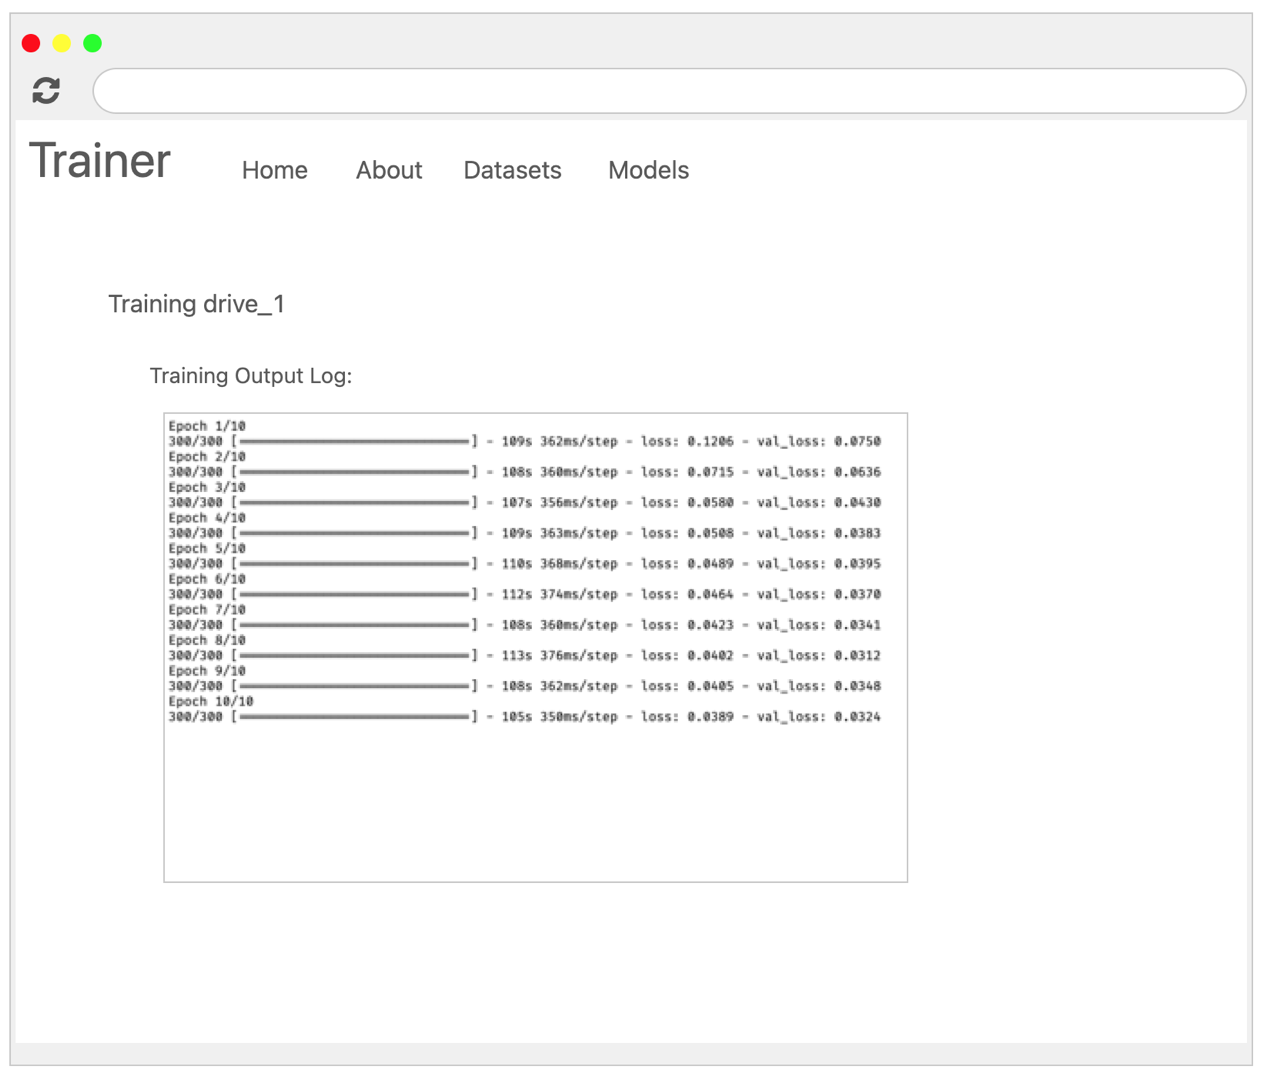 Trainer
Home About Datasets Models
Training drive_1
Training Output Log:
Epoch 1/10
300/300 [==============================] - 109s 362ms/step - loss: 0.1206 - val_loss: 0.0750
Epoch 2/10
300/300 [==============================] - 108s 360ms/step - loss: 0.0715 - val_loss: 0.0636
Epoch 3/10
300/300 [==============================] - 107s 356ms/step - loss: 0.0580 - val_loss: 0.0430
Epoch 4/10
300/300 [==============================] - 109s 363ms/step - loss: 0.0508 - val_loss: 0.0383
Epoch 5/10
300/300 [==============================] - 110s 368ms/step - loss: 0.0489 - val_loss: 0.0395
Epoch 6/10
300/300 [==============================] - 112s 374ms/step - loss: 0.0464 - val_loss: 0.0370
Epoch 7/10
300/300 [==============================] - 108s 360ms/step - loss: 0.0423 - val_loss: 0.0341
Epoch 8/10
300/300 [==============================] - 113s 376ms/step - loss: 0.0402 - val_loss: 0.0312
Epoch 9/10
300/300 [==============================] - 108s 362ms/step - loss: 0.0405 - val_loss: 0.0348
Epoch 10/10
300/300 [==============================] - 105s 350ms/step - loss: 0.0389 - val_loss: 0.0324